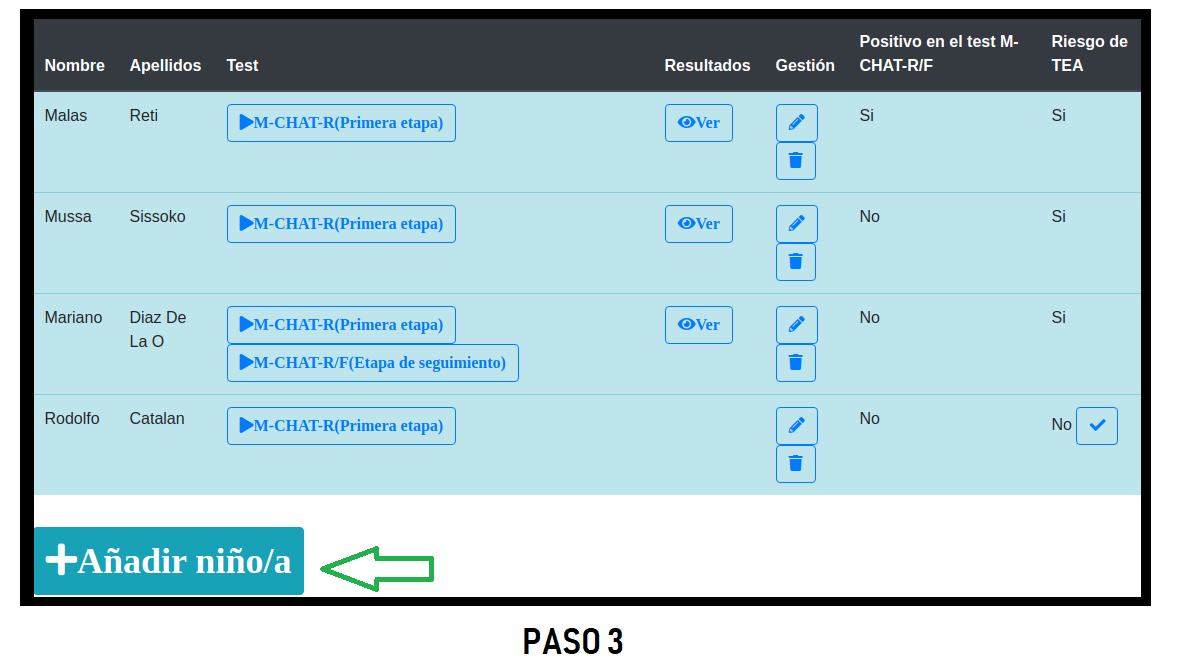 Nombre Apellidos Test Resultados Gestión Positivo en el test M-CHAT-R/F Riesgo de TEA
Malas Reti M-CHAT-R(Primera etapa) Ver Si Si
Mussa Sissoko M-CHAT-R(Primera etapa) Ver No Si
Mariano Diaz De La O M-CHAT-R(Primera etapa) Ver No Si
M-CHAT-R/F(Etapa de seguimiento)
Rodolfo Catalan M-CHAT-R(Primera etapa) No No
Añadir niño/a
PASO 3